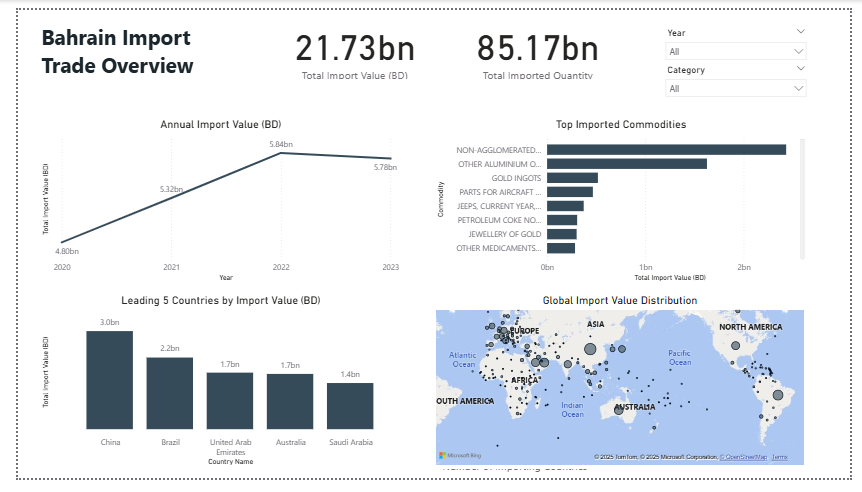 Bahrain Import
Trade Overview
21.73bn
Total Import Value (BD)
85.17bn
Total Imported Quantity
Year
All
Category
All
Annual Import Value (BD)
Total Import Value (BD)
5.84bn
5.78bn
5.32bn
4.80bn
2020
2021
2022
2023
Year
Top Imported Commodities
Commodity
NON-AGGLOMERATED...
OTHER ALUMINIUM O...
GOLD INGOTS
PARTS FOR AIRCRAFT ...
JEEPS, CURRENT YEAR,...
PETROLEUM COKE NO...
JEWELLERY OF GOLD
OTHER MEDICAMENTS...
0bn
1bn
2bn
Total Import Value (BD)
Leading 5 Countries by Import Value (BD)
Total Import Value (BD)
3.0bn
2.2bn
1.7bn
1.7bn
1.4bn
China
Brazil
United Arab
Emirates
Australia
Saudi Arabia
Country Name
Global Import Value Distribution
EUROPE
ASIA
NORTH AMERICA
Atlantic
Ocean
Pacific
Ocean
AFRICA
OUTH AMERICA
Indian
Ocean
AUSTRALIA
Microsoft Bing
© 2025 TomTom, © 2025 Microsoft Corporation, © OpenStreetMap Terms
Number of Importing Countries